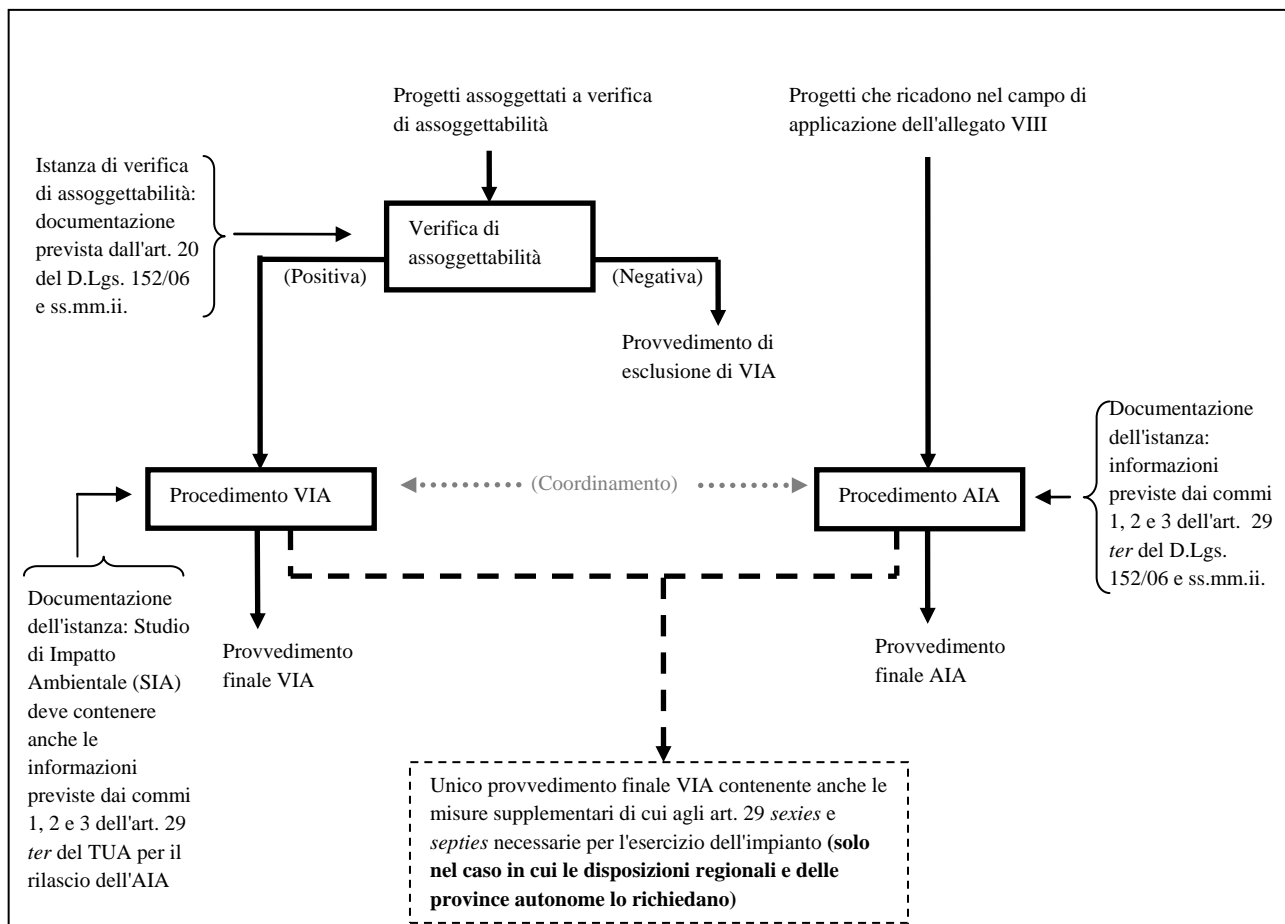 Progetti assoggettati a verifica
di assoggettabilità
Progetti che ricadono nel campo di
applicazione dell'allegato VIII
Istanza di verifica
di assoggettabilità:
documentazione
prevista dall'art. 20
del D.Lgs. 152/06
e ss.mm.ii.
Verifica di
assoggettabilità
(Positiva)
(Negativa)
Provvedimento di
esclusione di VIA
Documentazione
dell'istanza:
informazioni
previste dai commi
1, 2 e 3 dell'art. 29
ter del D.Lgs.
152/06 e ss.mm.ii.
Procedimento VIA
(Coordinamento)
Procedimento AIA
Documentazione
dell'istanza: Studio
di Impatto
Ambientale (SIA)
deve contenere
anche le
informazioni
previste dai commi
1, 2 e 3 dell'art. 29
ter del TUA per il
rilascio dell'AIA
Provvedimento
finale VIA
Provvedimento
finale AIA
Unico provvedimento finale VIA contenente anche le
misure supplementari di cui agli art. 29 sexies e
septies necessarie per l'esercizio dell'impianto (solo
nel caso in cui le disposizioni regionali e delle
province autonome lo richiedano)